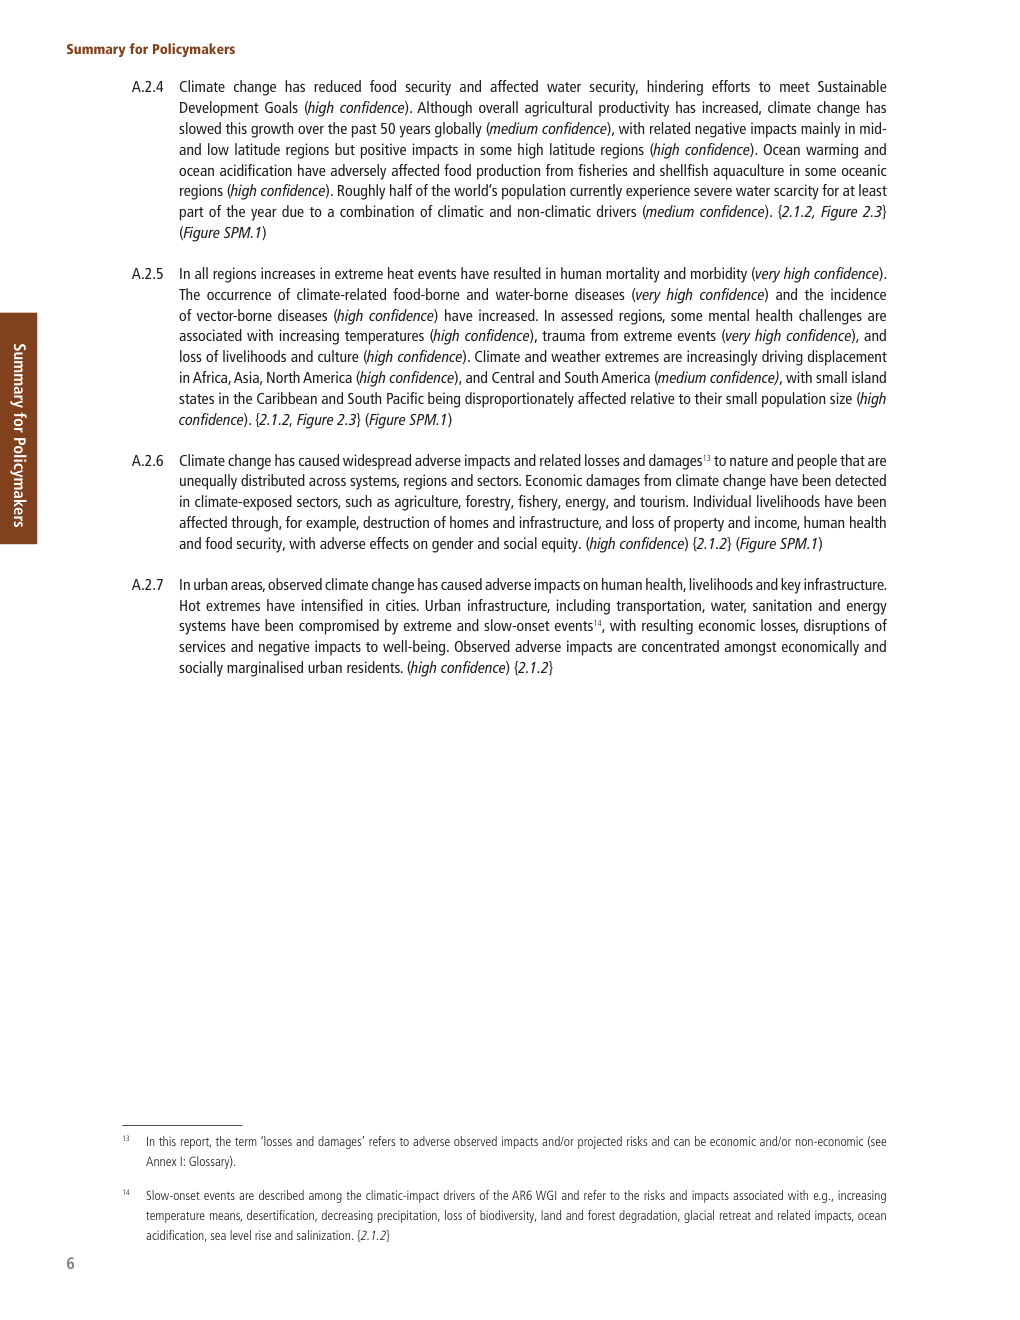 Summary for Policymakers
A.2.4 Climate change has reduced food security and affected water security, hindering efforts to meet Sustainable
Development Goals (high confidence). Although overall agricultural productivity has increased, climate change has
slowed this growth over the past 50 years globally (medium confidence), with related negative impacts mainly in mid-
and low latitude regions but positive impacts in some high latitude regions (high confidence). Ocean warming and
ocean acidification have adversely affected food production from fisheries and shellfish aquaculture in some oceanic
regions (high confidence). Roughly half of the world’s population currently experience severe water scarcity for at least
part of the year due to a combination of climatic and non-climatic drivers (medium confidence). {2.1.2, Figure 2.3}
(Figure SPM.1)
A.2.5 In all regions increases in extreme heat events have resulted in human mortality and morbidity (very high confidence).
The occurrence of climate-related food-borne and water-borne diseases (very high confidence) and the incidence
of vector-borne diseases (high confidence) have increased. In assessed regions, some mental health challenges are
associated with increasing temperatures (high confidence), trauma from extreme events (very high confidence), and
loss of livelihoods and culture (high confidence). Climate and weather extremes are increasingly driving displacement
in Africa, Asia, North America (high confidence), and Central and South America (medium confidence), with small island
states in the Caribbean and South Pacific being disproportionately affected relative to their small population size (high
confidence). {2.1.2, Figure 2.3} (Figure SPM.1)
A.2.6 Climate change has caused widespread adverse impacts and related losses and damages13 to nature and people that are
unequally distributed across systems, regions and sectors. Economic damages from climate change have been detected
in climate-exposed sectors, such as agriculture, forestry, fishery, energy, and tourism. Individual livelihoods have been
affected through, for example, destruction of homes and infrastructure, and loss of property and income, human health
and food security, with adverse effects on gender and social equity. (high confidence) {2.1.2} (Figure SPM.1)
A.2.7 In urban areas, observed climate change has caused adverse impacts on human health, livelihoods and key infrastructure.
Hot extremes have intensified in cities. Urban infrastructure, including transportation, water, sanitation and energy
systems have been compromised by extreme and slow-onset events14, with resulting economic losses, disruptions of
services and negative impacts to well-being. Observed adverse impacts are concentrated amongst economically and
socially marginalised urban residents. (high confidence) {2.1.2}
Summary for Policymakers
13 In this report, the term ‘losses and damages’ refers to adverse observed impacts and/or projected risks and can be economic and/or non-economic (see
Annex I: Glossary).
14 Slow-onset events are described among the climatic-impact drivers of the AR6 WGI and refer to the risks and impacts associated with e.g., increasing
temperature means, desertification, decreasing precipitation, loss of biodiversity, land and forest degradation, glacial retreat and related impacts, ocean
acidification, sea level rise and salinization. {2.1.2}
6